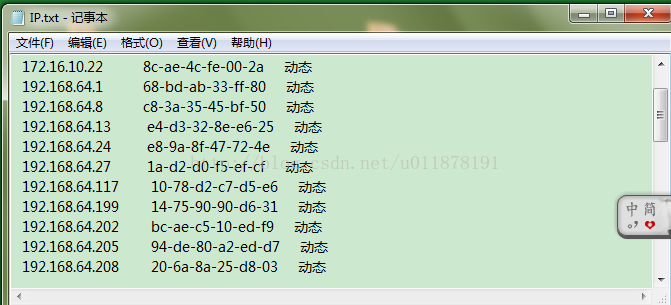 IP.txt - 记事本
文件(F) 编辑(E) 格式(O) 查看(V) 帮助(H)
172.16.10.22 8c-ae-4c-fe-00-2a 动态
192.168.64.1 68-bd-ab-33-ff-80 动态
192.168.64.8 c8-3a-35-45-bf-50 动态
192.168.64.13 e4-d3-32-8e-e6-25 动态
192.168.64.24 e8-9a-8f-47-72-4e 动态
192.168.64.27 1a-d2-d0-f5-ef-cf 动态
http://blog.csdn.net/u011878191
192.168.64.117 10-78-d2-c7-d5-e6 动态
192.168.64.199 14-75-90-90-d6-31 动态
192.168.64.202 bc-ae-c5-10-ed-f9 动态
192.168.64.205 94-de-80-a2-ed-d7 动态
192.168.64.208 20-6a-8a-25-d8-03 动态
中 简